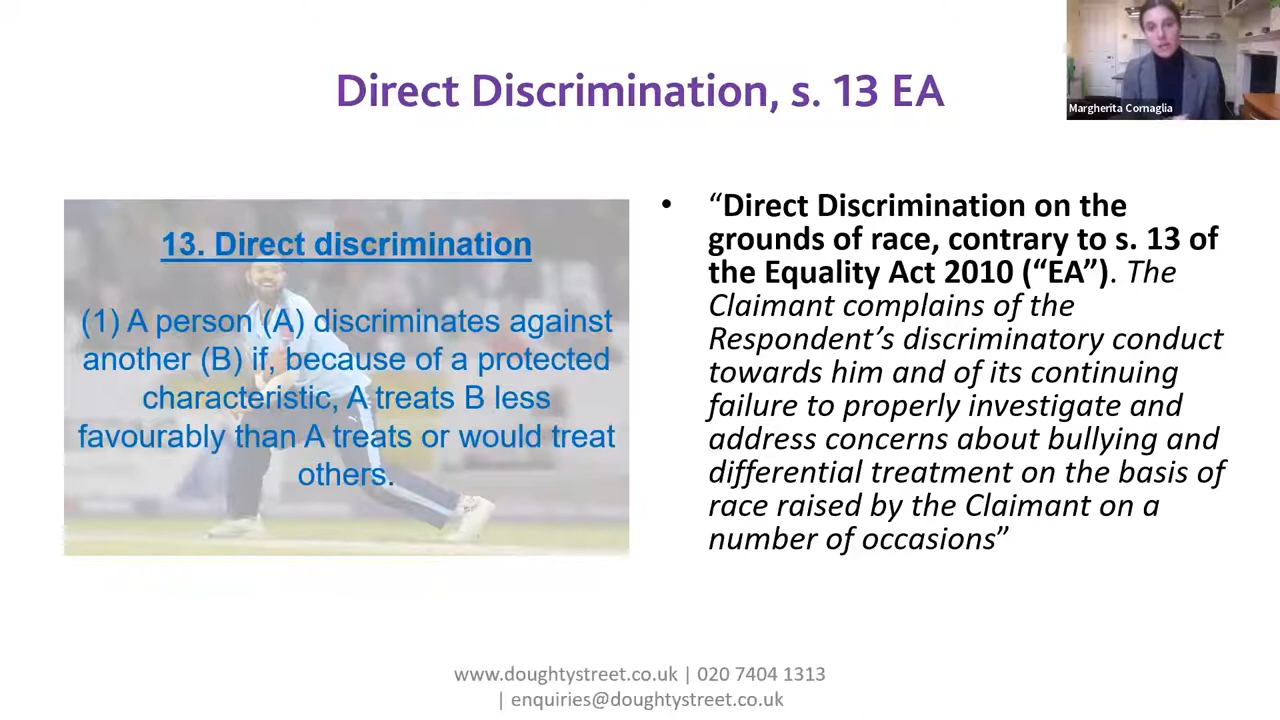 Direct Discrimination, s. 13 EA
Margherita Cornaglia
13. Direct discrimination
(1) A person (A) discriminates against
another (B) if, because of a protected
characteristic, A treats B less
favourably than A treats or would treat
others.
• “Direct Discrimination on the
grounds of race, contrary to s. 13 of
the Equality Act 2010 (“EA”). The
Claimant complains of the
Respondent’s discriminatory conduct
towards him and of its continuing
failure to properly investigate and
address concerns about bullying and
differential treatment on the basis of
race raised by the Claimant on a
number of occasions”
www.doughtystreet.co.uk | 020 7404 1313
| enquiries@doughtystreet.co.uk